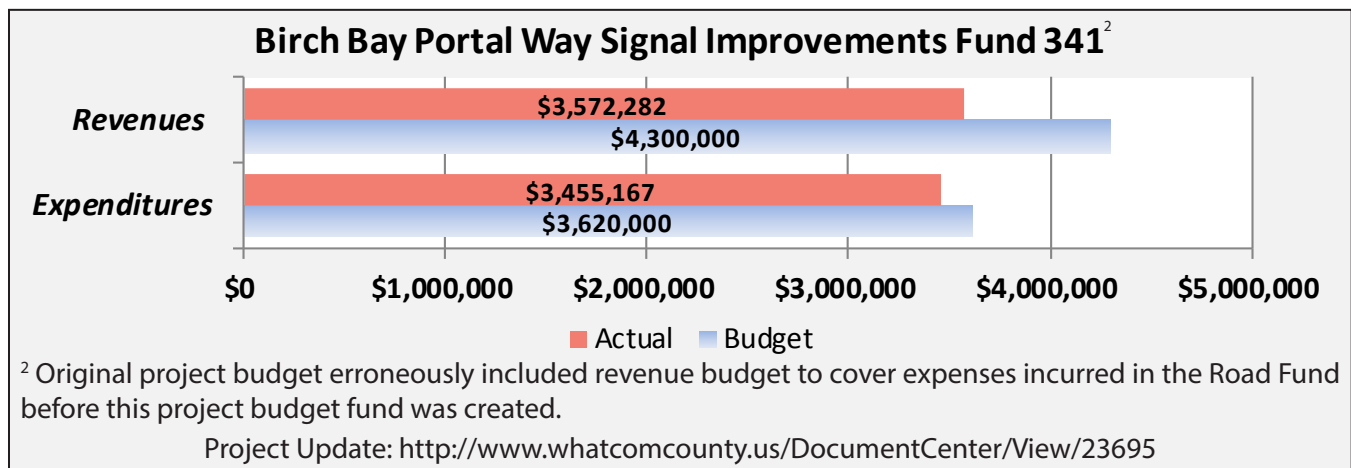 Birch Bay Portal Way Signal Improvements Fund 341²
Revenues
$3,572,282
$4,300,000
Expenditures
$3,455,167
$3,620,000
$0 $1,000,000 $2,000,000 $3,000,000 $4,000,000 $5,000,000
Actual Budget
² Original project budget erroneously included revenue budget to cover expenses incurred in the Road Fund
before this project budget fund was created.
Project Update: http://www.whatcomcounty.us/DocumentCenter/View/23695